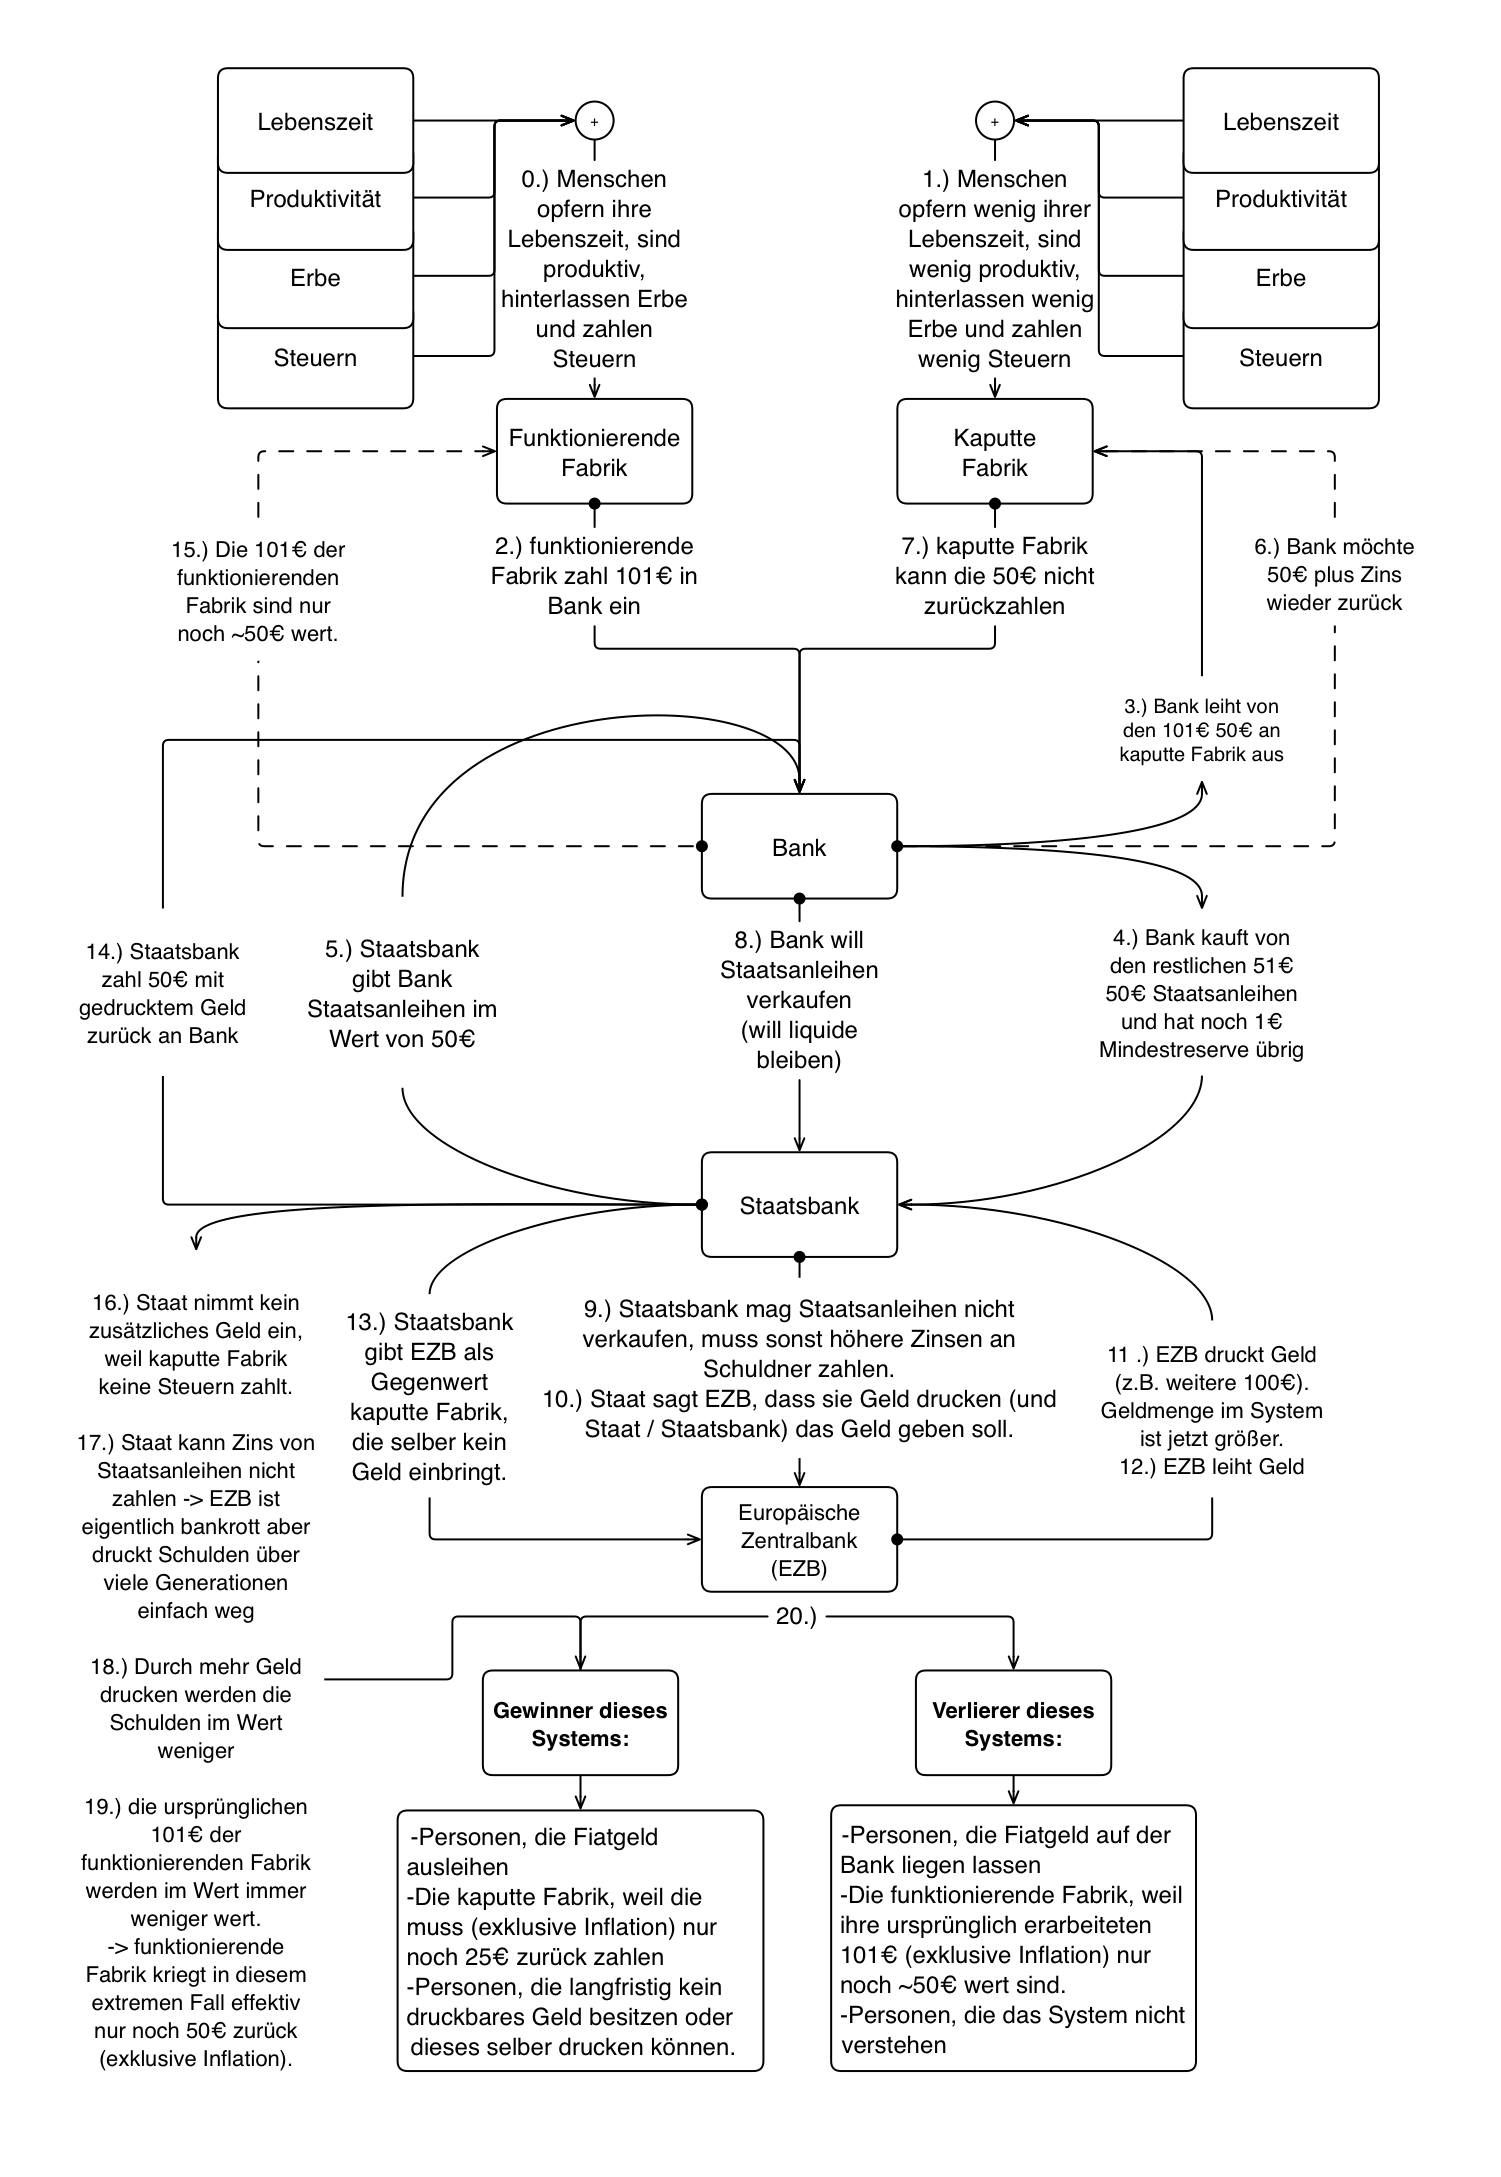 Lebenszeit
Produktivität
Erbe
Steuern
+
0.) Menschen
opfern ihre
Lebenszeit, sind
produktiv,
hinterlassen Erbe
und zahlen
Steuern
+
1.) Menschen
opfern wenig ihrer
Lebenszeit, sind
wenig produktiv,
hinterlassen wenig
Erbe und zahlen
wenig Steuern
Lebenszeit
Produktivität
Erbe
Steuern
Funktionierende
Fabrik
Kaputte
Fabrik
15.) Die 101€ der
funktionierenden
Fabrik sind nur
noch ~50€ wert.
2.) funktionierende
Fabrik zahl 101€ in
Bank ein
7.) kaputte Fabrik
kann die 50€ nicht
zurückzahlen
6.) Bank möchte
50€ plus Zins
wieder zurück
3.) Bank leiht von
den 101€ 50€ an
kaputte Fabrik aus
Bank
14.) Staatsbank
zahl 50€ mit
gedrucktem Geld
zurück an Bank
5.) Staatsbank
gibt Bank
Staatsanleihen im
Wert von 50€
8.) Bank will
Staatsanleihen
verkaufen
(will liquide
bleiben)
4.) Bank kauft von
den restlichen 51€
50€ Staatsanleihen
und hat noch 1€
Mindestreserve übrig
Staatsbank
16.) Staat nimmt kein
zusätzliches Geld ein,
weil kaputte Fabrik
keine Steuern zahlt.
17.) Staat kann Zins von
Staatsanleihen nicht
zahlen -> EZB ist
eigentlich bankrott aber
druckt Schulden über
viele Generationen
einfach weg
18.) Durch mehr Geld
drucken werden die
Schulden im Wert
weniger
19.) die ursprünglichen
101€ der
funktionierenden Fabrik
werden im Wert immer
weniger wert.
-> funktionierende
Fabrik kriegt in diesem
extremen Fall effektiv
nur noch 50€ zurück
(exklusive Inflation).
13.) Staatsbank
gibt EZB als
Gegenwert
kaputte Fabrik,
die selber kein
Geld einbringt.
9.) Staatsbank mag Staatsanleihen nicht
verkaufen, muss sonst höhere Zinsen an
Schuldner zahlen.
10.) Staat sagt EZB, dass sie Geld drucken (und
Staat / Staatsbank) das Geld geben soll.
11 .) EZB druckt Geld
(z.B. weitere 100€).
Geldmenge im System
ist jetzt größer.
12.) EZB leiht Geld
Europäische
Zentralbank
(EZB)
20.)
Gewinner dieses
Systems:
Verlierer dieses
Systems:
-Personen, die Fiatgeld
ausleihen
-Die kaputte Fabrik, weil die
muss (exklusive Inflation) nur
noch 25€ zurück zahlen
-Personen, die langfristig kein
druckbares Geld besitzen oder
dieses selber drucken können.
-Personen, die Fiatgeld auf der
Bank liegen lassen
-Die funktionierende Fabrik, weil
ihre ursprünglich erarbeiteten
101€ (exklusive Inflation) nur
noch ~50€ wert sind.
-Personen, die das System nicht
verstehen